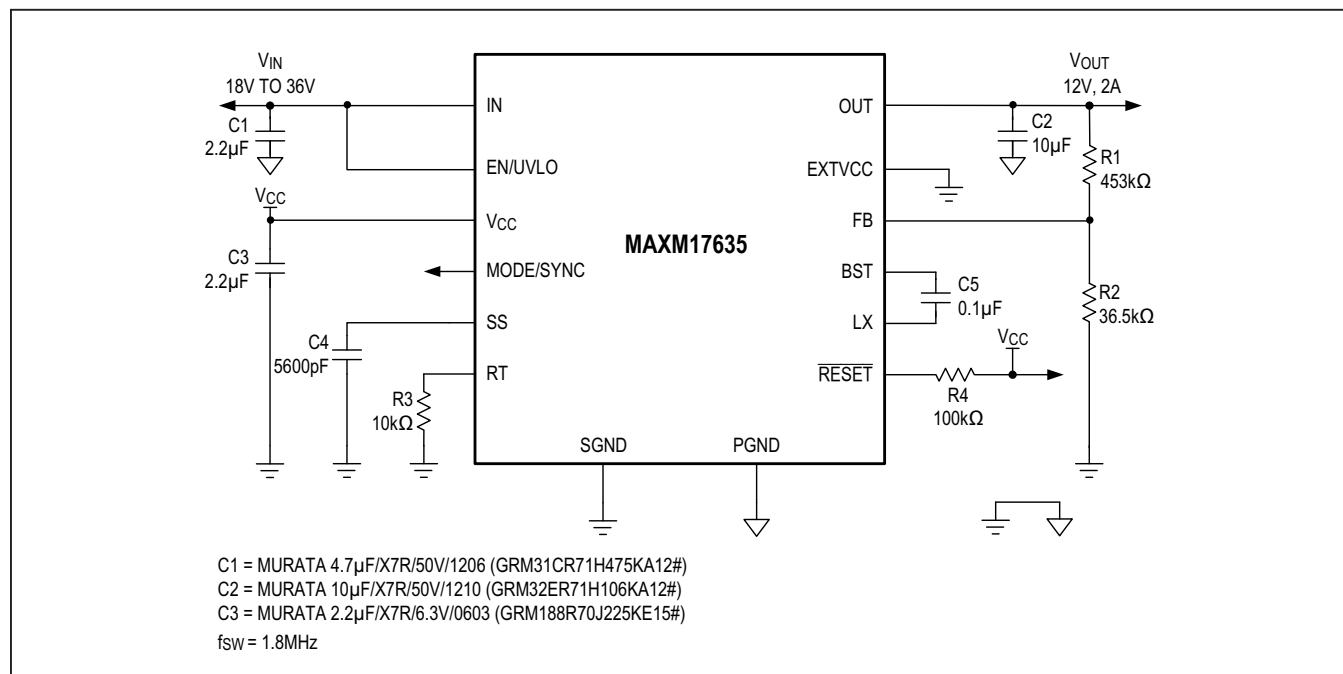 VIN
18V TO 36V
C1
2.2µF
VCC
C3
2.2µF
C4
5600pF
R3
10kΩ
IN
EN/UVLO
VCC
MODE/SYNC
SS
RT
MAXM17635
SGND
PGND
OUT
EXTVCC
FB
BST
LX
RESET
VOUT
12V, 2A
C2
10µF
R1
453kΩ
C5
0.1µF
R2
36.5kΩ
VCC
R4
100kΩ
C1 = MURATA 4.7µF/X7R/50V/1206 (GRM31CR71H475KA12#)
C2 = MURATA 10µF/X7R/50V/1210 (GRM32ER71H106KA12#)
C3 = MURATA 2.2µF/X7R/6.3V/0603 (GRM188R70J225KE15#)
fSW = 1.8MHz